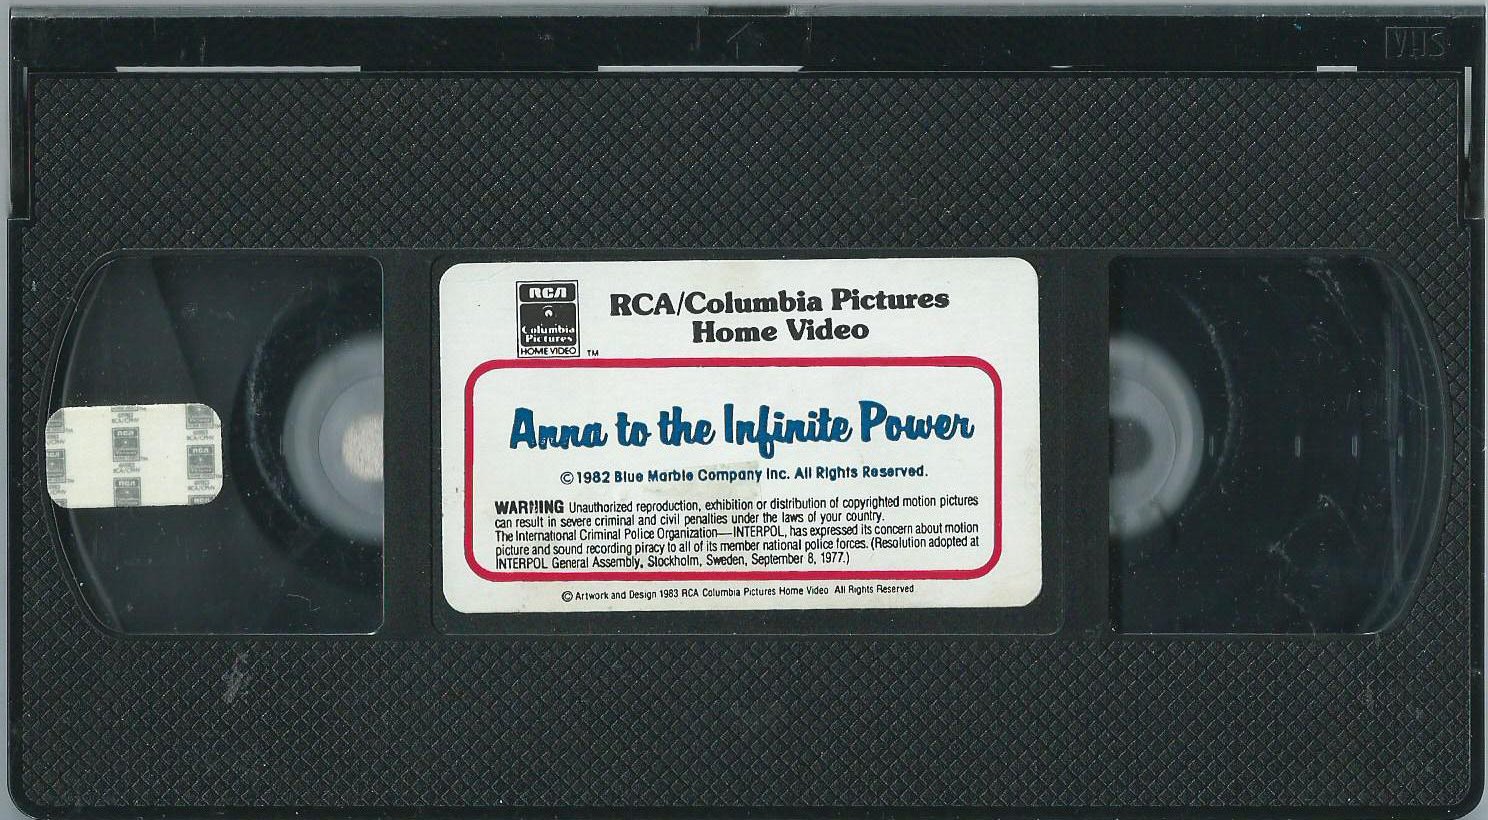 VHS
RCA
Columbia
Pictures
HOME VIDEO ™
RCA/Columbia Pictures
Home Video
Anna to the Infinite Power
©1982 Blue Marble Company Inc. All Rights Reserved.
WARNING Unauthorized reproduction, exhibition or distribution of copyrighted motion pictures
can result in severe criminal and civil penalties under the laws of your country.
The International Criminal Police Organization—INTERPOL, has expressed its concern about motion
picture and sound recording piracy to all of its member national police forces. (Resolution adopted at
INTERPOL General Assembly, Stockholm, Sweden, September 8, 1977.)
© Artwork and Design 1983 RCA Columbia Pictures Home Video All Rights Reserved
RCA
RCA